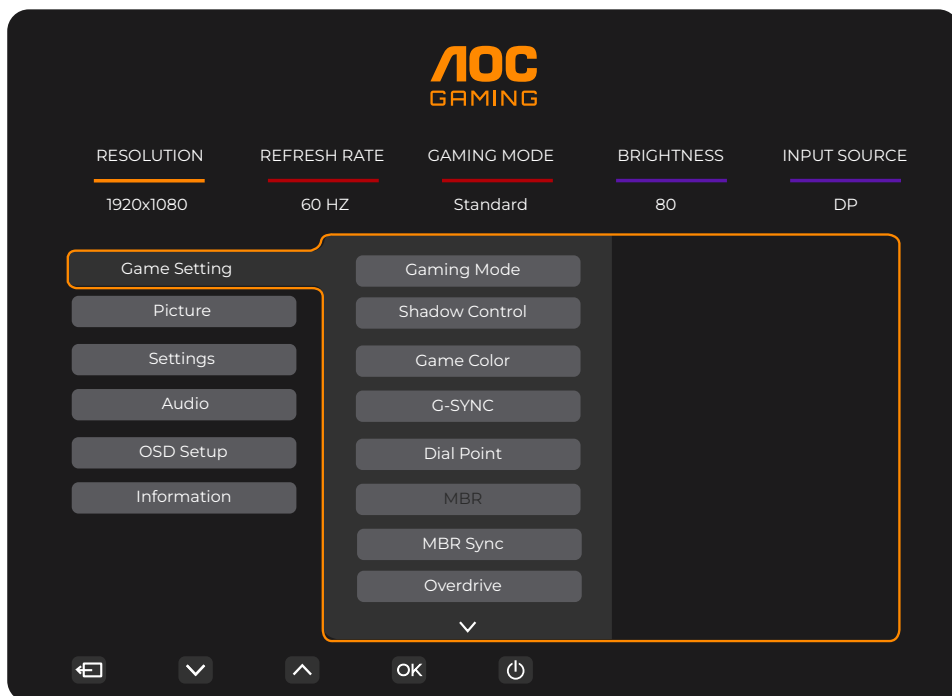 AOC
GAMING
RESOLUTION REFRESH RATE GAMING MODE BRIGHTNESS INPUT SOURCE
1920x1080 60 HZ Standard 80 DP
Game Setting
Picture
Settings
Audio
OSD Setup
Information
Gaming Mode
Shadow Control
Game Color
G-SYNC
Dial Point
MBR
MBR Sync
Overdrive
OK